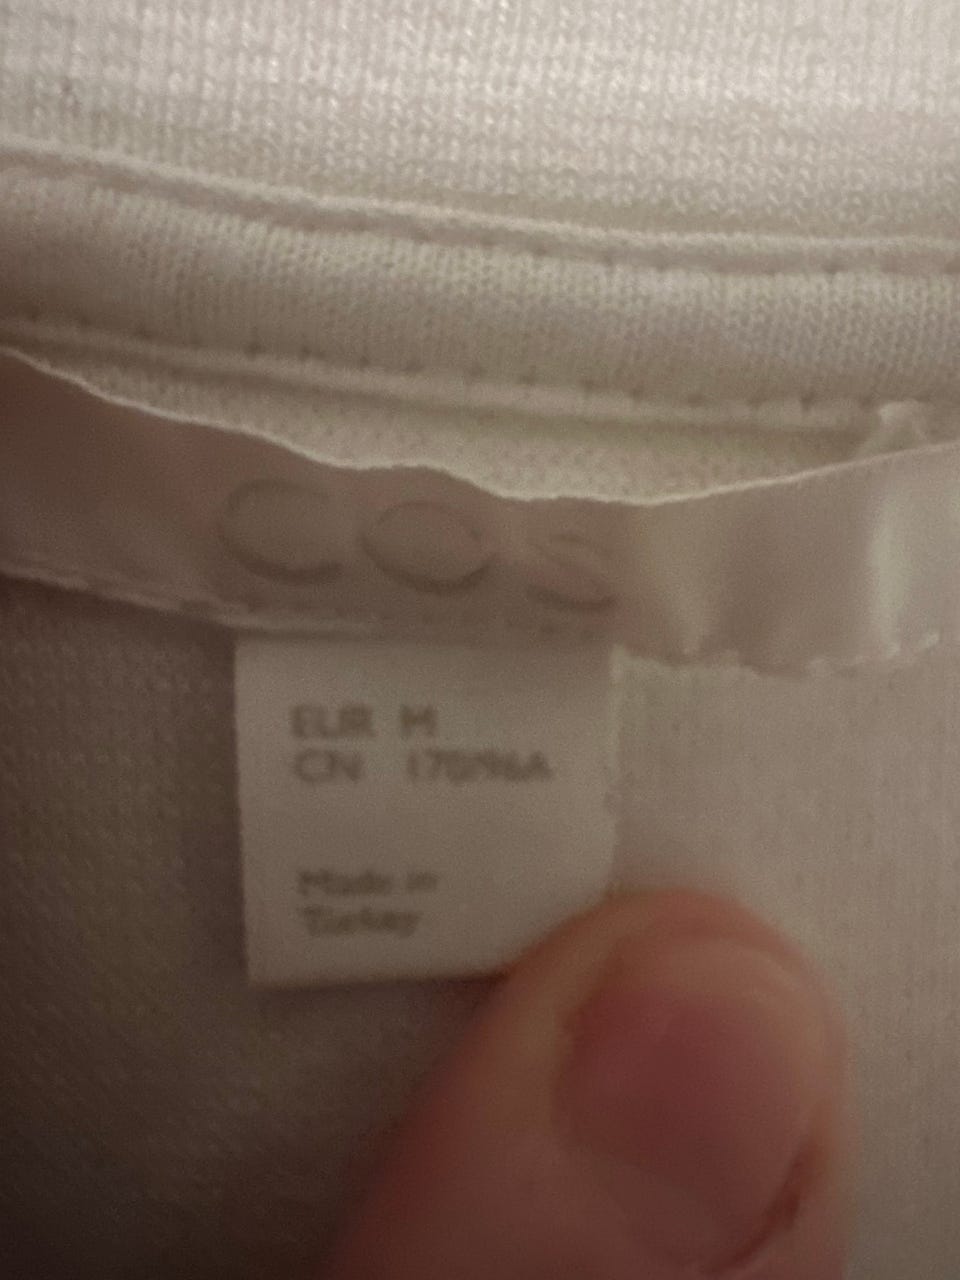 COS
EUR M
CN 170/96A
Made in
Turkey